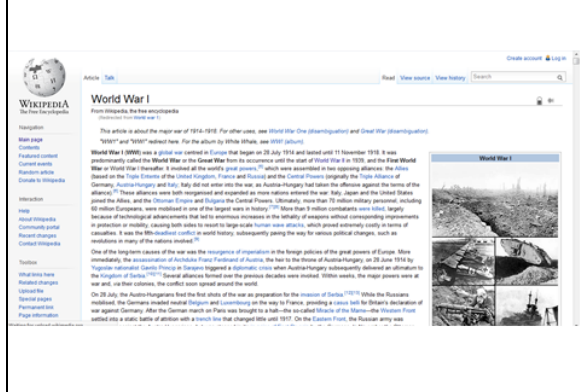 Create account Log in
Article Talk
Read View source View history Search
WIKIPEDIA
The Free Encyclopedia
World War I
From Wikipedia, the free encyclopedia
(Redirected from World war 1)
This article is about the major war of 1914–1918. For other uses, see World War One (disambiguation) and Great War (disambiguation).
"WW1" and "WWI" redirect here. For the album by White Whale, see WWI (album).
Navigation
Main page
Contents
Featured content
Current events
Random article
Donate to Wikipedia
Interaction
Help
About Wikipedia
Community portal
Recent changes
Contact Wikipedia
Toolbox
What links here
Related changes
Upload file
Special pages
Permanent link
Page information
World War I (WWI) was a global war centred in Europe that began on 28 July 1914 and lasted until 11 November 1918. It was
predominantly called the World War or the Great War from its occurrence until the start of World War II in 1939, and the First World
War or World War I thereafter. It involved all the world's great powers, which were assembled in two opposing alliances: the Allies
(based on the Triple Entente of the United Kingdom, France and Russia) and the Central Powers (originally the Triple Alliance of
Germany, Austria-Hungary and Italy; Italy did not enter into the war, as Austria-Hungary had taken the offensive against the terms of the
alliance). These alliances were both reorganised and expanded as more nations entered the war: Italy, Japan and the United States
joined the Allies, and the Ottoman Empire and Bulgaria the Central Powers. Ultimately, more than 70 million military personnel, including
60 million Europeans, were mobilised in one of the largest wars in history. More than 9 million combatants were killed, largely
because of technological advancements that led to enormous increases in the lethality of weapons without corresponding improvements
in protection or mobility, causing both sides to resort to large-scale human wave attacks, which proved extremely costly in terms of
casualties. It was the fifth-deadliest conflict in world history, subsequently paving the way for various political changes, such as
revolutions in many of the nations involved.
One of the long-term causes of the war was the resurgence of imperialism in the foreign policies of the great powers of Europe. More
immediately, the assassination of Archduke Franz Ferdinand of Austria, the heir to the throne of Austria-Hungary, on 28 June 1914 by
Yugoslav nationalist Gavrilo Princip in Sarajevo triggered a diplomatic crisis when Austria-Hungary subsequently delivered an ultimatum to
the Kingdom of Serbia. Several alliances formed over the previous decades were invoked. Within weeks, the major powers were at
war and, via their colonies, the conflict soon spread around the world.
On 28 July, the Austro-Hungarians fired the first shots of the war as preparation for the invasion of Serbia. While the Russians
mobilised, the Germans invaded neutral Belgium and Luxembourg on the way to France, providing a casus belli for Britain's declaration of
war against Germany. After the German march on Paris was brought to a halt—the so-called Miracle of the Marne—the Western Front
settled into a static battle of attrition with a trench line that changed little until 1917. On the Eastern Front, the Russian army was
World War I